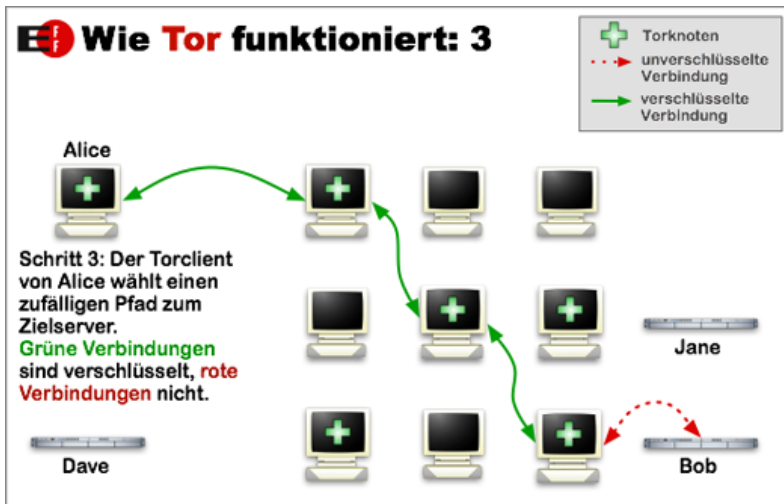 EFF Wie Tor funktioniert: 3
Torknoten
unverschlüsselte
Verbindung
verschlüsselte
Verbindung
Alice
Schritt 3: Der Torclient
von Alice wählt einen
zufälligen Pfad zum
Zielserver.
Grüne Verbindungen
sind verschlüsselt, rote
Verbindungen nicht.
Jane
Dave
Bob